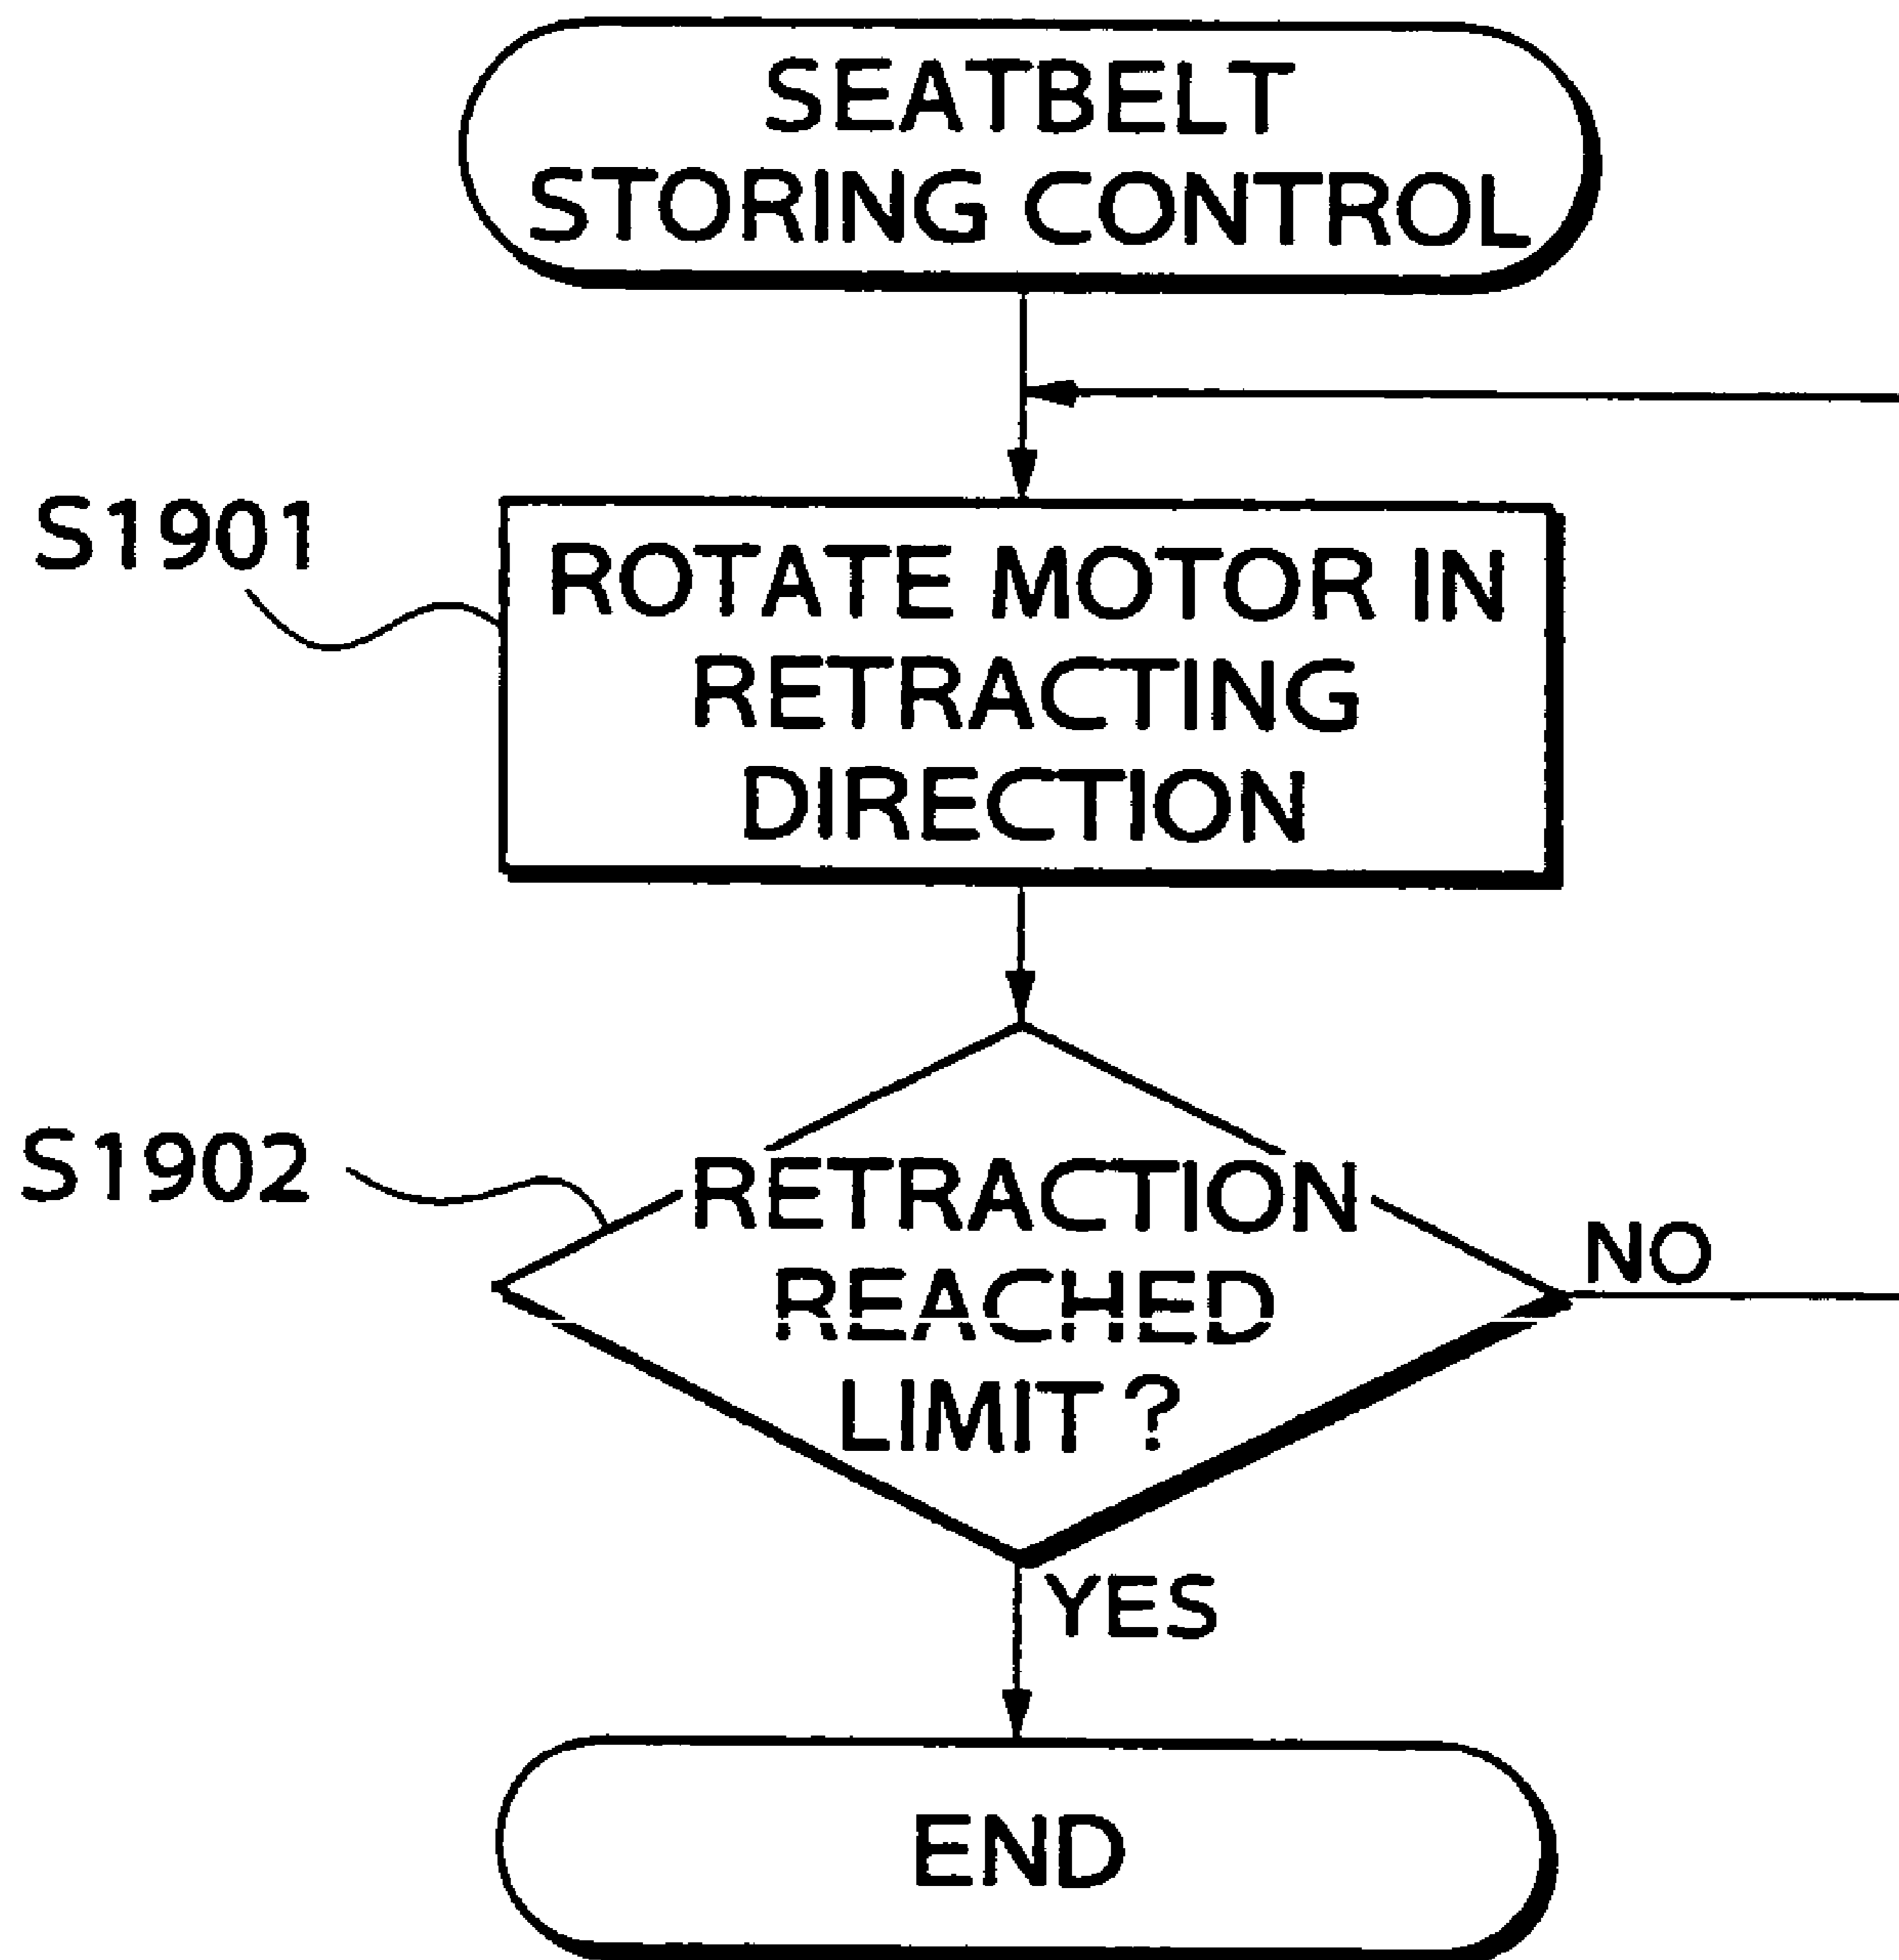 SEATBELT
STORING CONTROL
S1901
ROTATE MOTOR IN
RETRACTING
DIRECTION
S1902
RETRACTION
REACHED
LIMIT ?
NO
YES
END